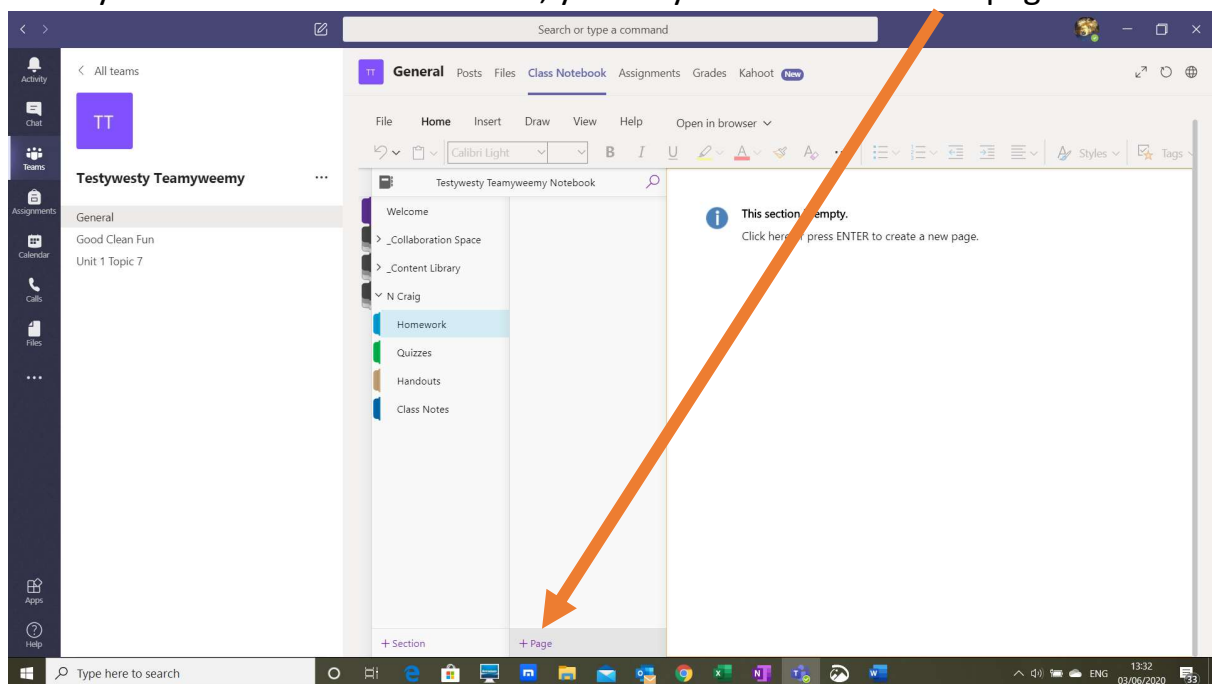 Search or type a command
Activity
Chat
Teams
Assignments
Calendar
Calls
Files
Apps
Help
All teams
TT
Testywesty Teamyweemy
General
Good Clean Fun
Unit 1 Topic 7
TT General Posts Files Class Notebook Assignments Grades Kahoot New
File Home Insert Draw View Help Open in browser
Calibri Light B I U A A Styles Tags
Testywesty Teamyweemy Notebook
Welcome
_Collaboration Space
_Content Library
N Craig
Homework
Quizzes
Handouts
Class Notes
+ Section
+ Page
This section empty.
Click here press ENTER to create a new page.
Type here to search
ENG
13:32
03/06/2020
33